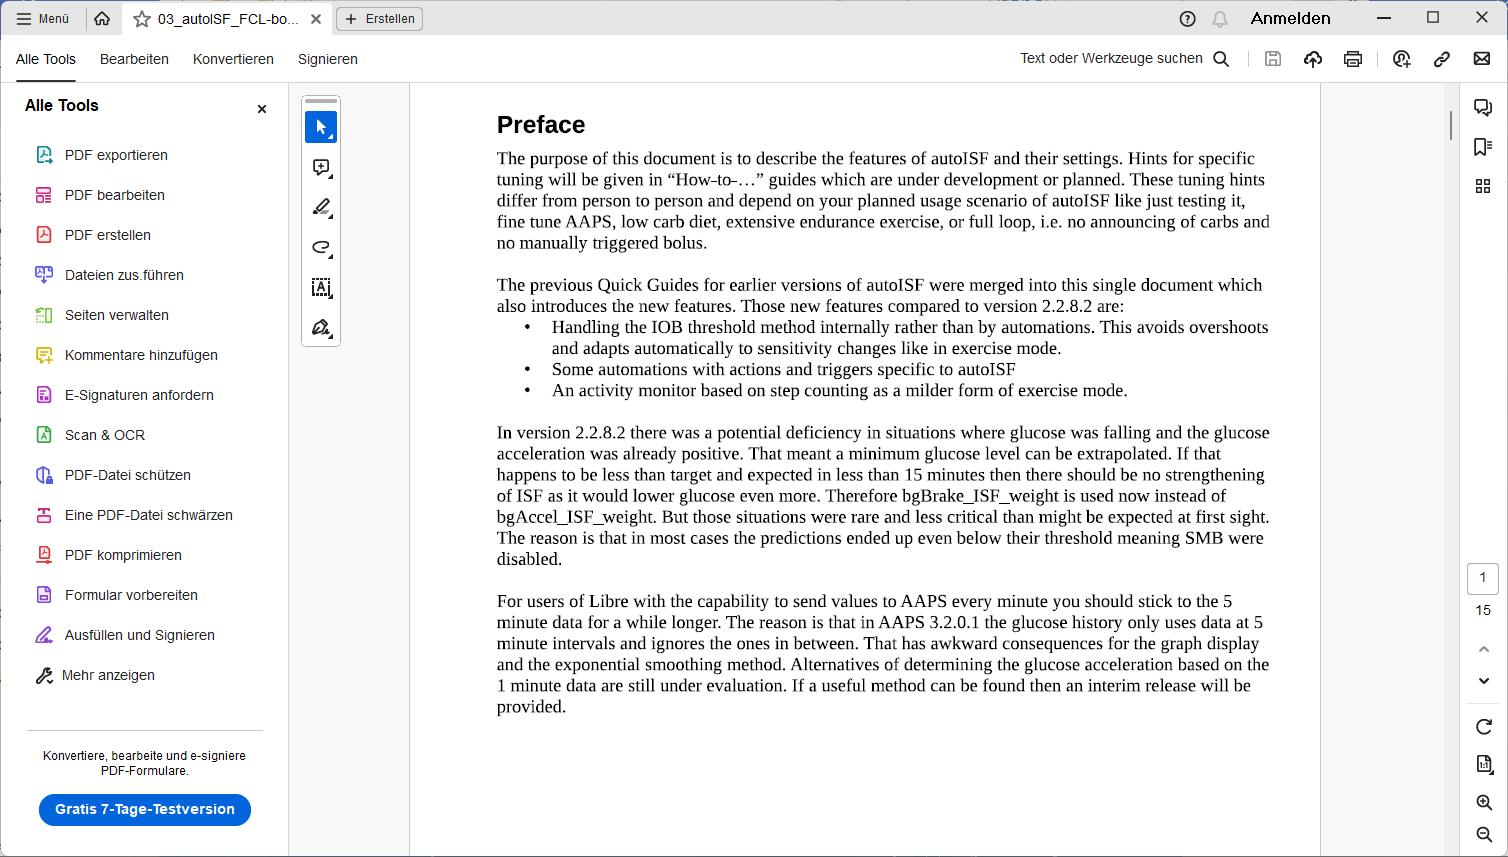 Menü
03_autoISF_FCL-bo...
Erstellen
Anmelden
Alle Tools
Bearbeiten
Konvertieren
Signieren
Text oder Werkzeuge suchen
Alle Tools
PDF exportieren
PDF bearbeiten
PDF erstellen
Dateien zus.führen
Seiten verwalten
Kommentare hinzufügen
E-Signaturen anfordern
Scan & OCR
PDF-Datei schützen
Eine PDF-Datei schwärzen
PDF komprimieren
Formular vorbereiten
Ausfüllen und Signieren
Mehr anzeigen
Konvertiere, bearbeite und e-signiere
PDF-Formulare.
Gratis 7-Tage-Testversion
Preface
The purpose of this document is to describe the features of autoISF and their settings. Hints for specific
tuning will be given in “How-to-…” guides which are under development or planned. These tuning hints
differ from person to person and depend on your planned usage scenario of autoISF like just testing it,
fine tune AAPS, low carb diet, extensive endurance exercise, or full loop, i.e. no announcing of carbs and
no manually triggered bolus.
The previous Quick Guides for earlier versions of autoISF were merged into this single document which
also introduces the new features. Those new features compared to version 2.2.8.2 are:
• Handling the IOB threshold method internally rather than by automations. This avoids overshoots
and adapts automatically to sensitivity changes like in exercise mode.
• Some automations with actions and triggers specific to autoISF
• An activity monitor based on step counting as a milder form of exercise mode.
In version 2.2.8.2 there was a potential deficiency in situations where glucose was falling and the glucose
acceleration was already positive. That meant a minimum glucose level can be extrapolated. If that
happens to be less than target and expected in less than 15 minutes then there should be no strengthening
of ISF as it would lower glucose even more. Therefore bgBrake_ISF_weight is used now instead of
bgAccel_ISF_weight. But those situations were rare and less critical than might be expected at first sight.
The reason is that in most cases the predictions ended up even below their threshold meaning SMB were
disabled.
For users of Libre with the capability to send values to AAPS every minute you should stick to the 5
minute data for a while longer. The reason is that in AAPS 3.2.0.1 the glucose history only uses data at 5
minute intervals and ignores the ones in between. That has awkward consequences for the graph display
and the exponential smoothing method. Alternatives of determining the glucose acceleration based on the
1 minute data are still under evaluation. If a useful method can be found then an interim release will be
provided.
1
15